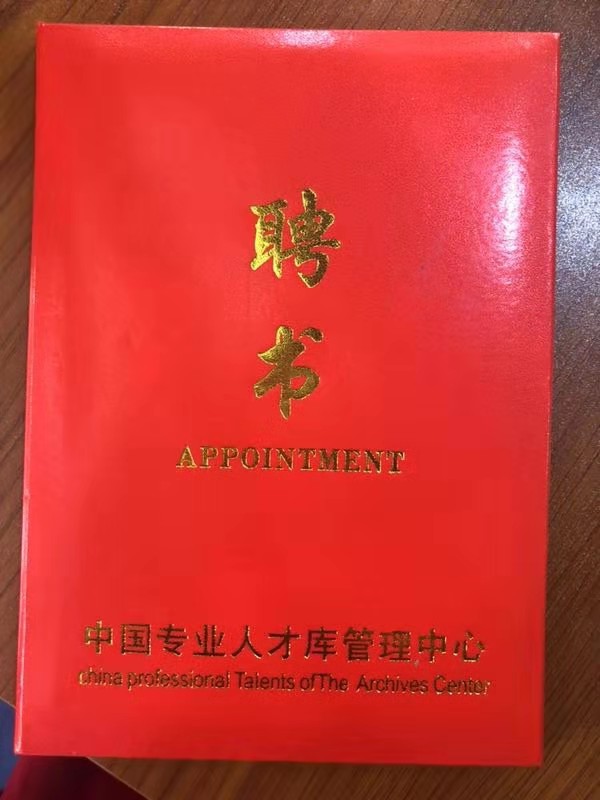 聘
书
APPOINTMENT
中国专业人才库管理中心
china professional Talents ofThe Archives Center